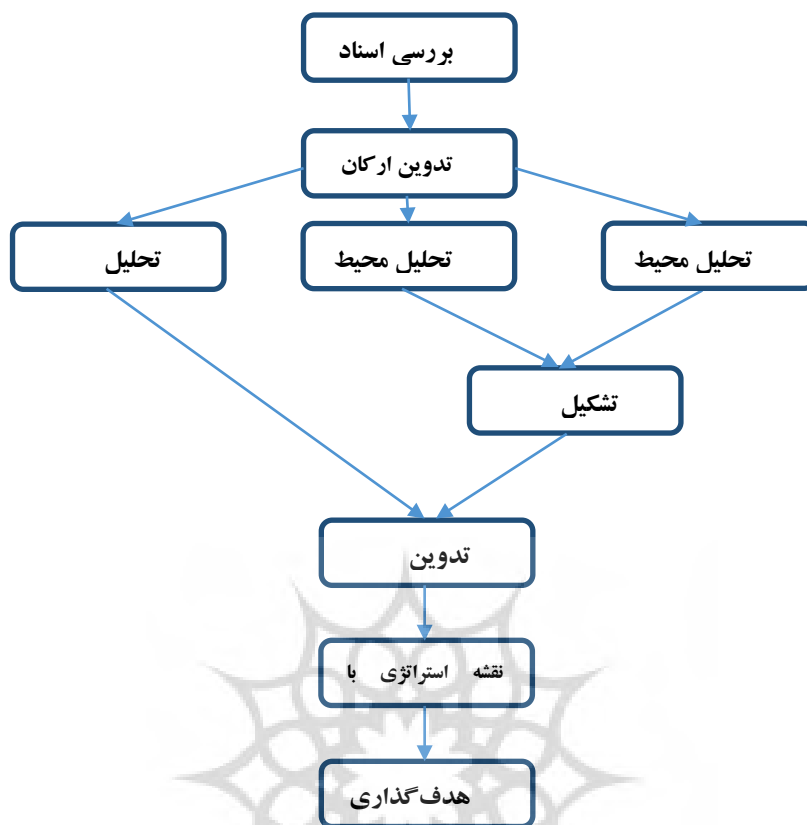 بررسی اسناد
تدوین ارکان
تحلیل محیط
تحلیل محیط
تحلیل
تشکیل
تدوین
نقشه استراتژی با
هدف‌گذاری